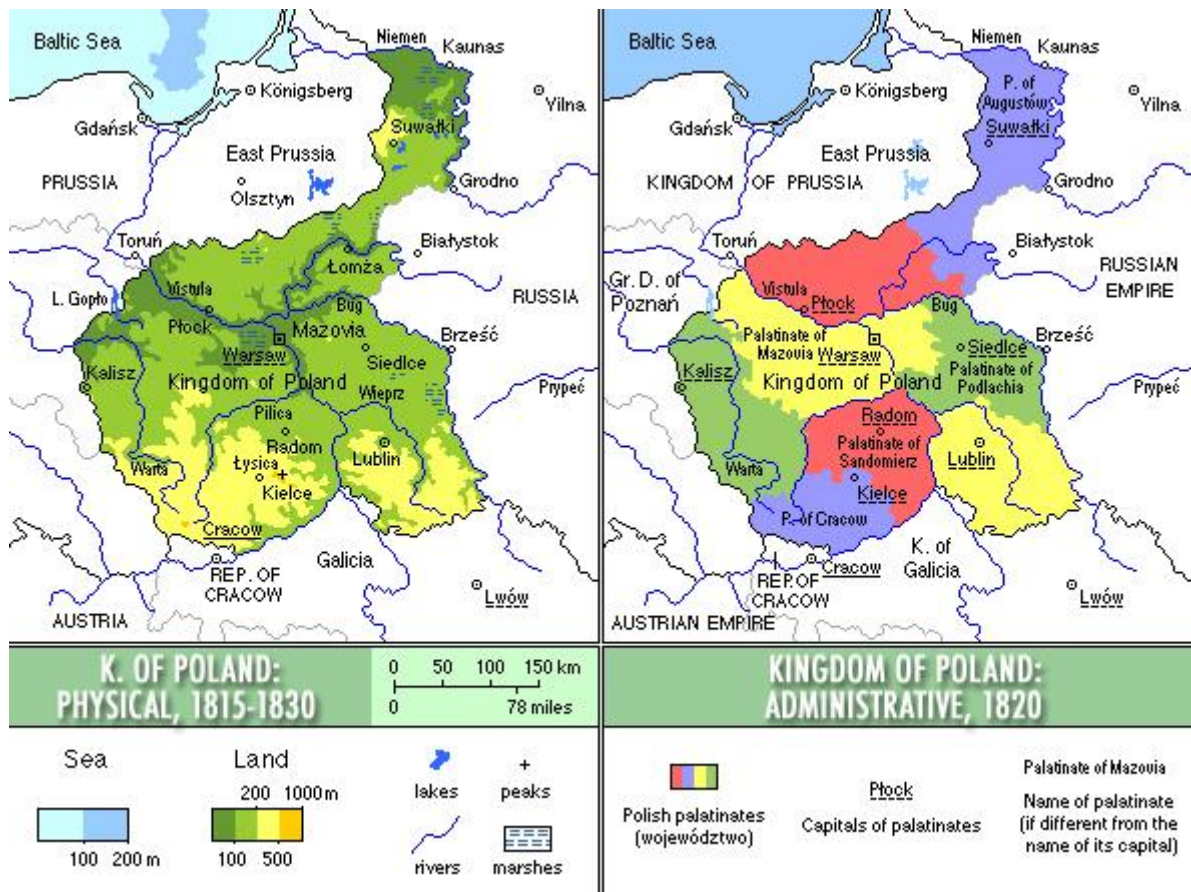 Baltic Sea
Niemen
Kaunas
Königsberg
Yilna
Gdańsk
Suwałki
East Prussia
PRUSSIA
Olsztyn
Grodno
Toruń
Białystok
Łomża
L. Gopło
Vistula
RUSSIA
Bug
Płock
Mazovia
Brześć
Warsaw
Siedlce
Kalisz
Kingdom of Poland
Wieprz
Prypeć
Pilica
Radom
Lublin
Warta
Łysica
Kielce
Cracow
Galicia
REP. OF
CRACOW
Lwów
AUSTRIA
K. OF POLAND:
PHYSICAL, 1815-1830
0 50 100 150 km
0 78 miles
Sea
Land
200 1000 m
100 200 m
100 500
lakes
peaks
rivers
marshes
Baltic Sea
Niemen
Kaunas
P. of
Augustów
Königsberg
Yilna
Gdańsk
Suwałki
East Prussia
KINGDOM OF PRUSSIA
Grodno
Toruń
Białystok
Gr. D. of
Poznań
RUSSIAN
EMPIRE
Vistula
Płock
Bug
Brześć
Palatinate of
Mazovia
Warsaw
Siedlce
Kalisz
Palatinate of
Podlachia
Kingdom of Poland
Prypeć
Radom
Palatinate of
Sandomierz
Lublin
Warta
Kielce
P. of Cracow
K. of
Galicia
Cracow
REP. OF
CRACOW
Lwów
AUSTRIAN EMPIRE
KINGDOM OF POLAND:
ADMINISTRATIVE, 1820
Polish palatinates
(województwo)
Płock
Capitals of palatinates
Palatinate of Mazovia
Name of palatinate
(if different from the
name of its capital)